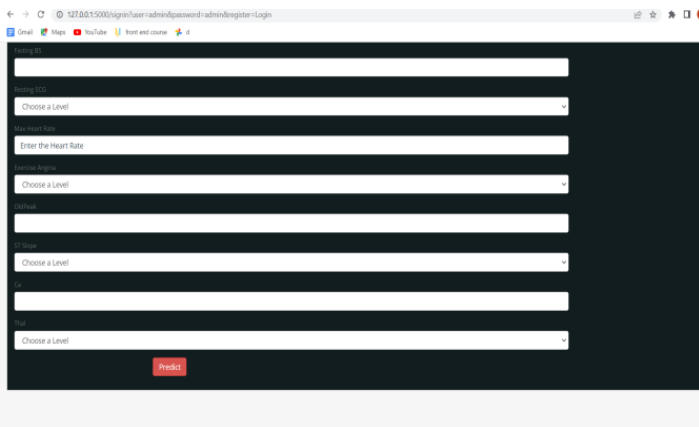 127.0.0.1:5000/signin?user=admin&password=admin&register=Login
Gmail Maps YouTube front end course d
Fasting BS
Resting ECG
Choose a Level
Max Heart Rate
Enter the Heart Rate
Exercise Angina
Choose a Level
OldPeak
ST Slope
Choose a Level
Ca
Thal
Choose a Level
Predict